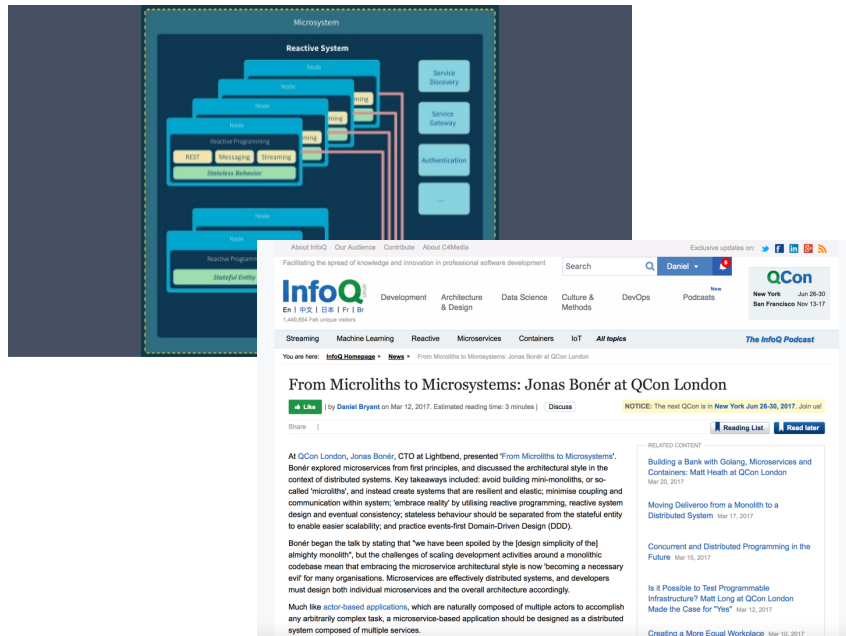 Microsystem
Reactive System
Node
Node
Node
Node
Reactive Programming
REST Messaging Streaming
Stateless Behavior
Service
Discovery
Service
Gateway
Authentication
...
Node
Node
Stateful Entity
About InfoQ Our Audience Contribute About C4Media
Exclusive updates on:
Facilitating the spread of knowledge and innovation in professional software development
Search
Daniel
InfoQ
En | 中文 | 日本 | Fr | Br
1,449,654 Feb unique visitors
Development
Architecture
& Design
Data Science
Culture &
Methods
DevOps
New
Podcasts
QCon
New York Jun 26-30
San Francisco Nov 13-17
Streaming Machine Learning Reactive Microservices Containers IoT All topics
The InfoQ Podcast
You are here: InfoQ Homepage News From Microliths to Microsystems: Jonas Bonér at QCon London
From Microliths to Microsystems: Jonas Bonér at QCon London
Like | by Daniel Bryant on Mar 12, 2017. Estimated reading time: 3 minutes | Discuss
NOTICE: The next QCon is in New York Jun 26-30, 2017. Join us!
Share |
Reading List Read later
At QCon London, Jonas Bonér, CTO at Lightbend, presented 'From Microliths to Microsystems'.
Bonér explored microservices from first principles, and discussed the architectural style in the
context of distributed systems. Key takeaways included: avoid building mini-monoliths, or so-
called 'microliths', and instead create systems that are resilient and elastic; minimise coupling and
communication within system; 'embrace reality' by utilising reactive programming, reactive system
design and eventual consistency; stateless behaviour should be separated from the stateful entity
to enable easier scalability; and practice events-first Domain-Driven Design (DDD).
Bonér began the talk by stating that "we have been spoiled by the [design simplicity of the]
almighty monolith", but the challenges of scaling development activities around a monolithic
codebase mean that embracing the microservice architectural style is now 'becoming a necessary
evil' for many organisations. Microservices are effectively distributed systems, and developers
must design both individual microservices and the overall architecture accordingly.
Much like actor-based applications, which are naturally composed of multiple actors to accomplish
any arbitrarily complex task, a microservice-based application should be designed as a distributed
system composed of multiple services.
RELATED CONTENT
Building a Bank with Golang, Microservices and
Containers: Matt Heath at QCon London
Mar 20, 2017
Moving Deliveroo from a Monolith to a
Distributed System Mar 17, 2017
Concurrent and Distributed Programming in the
Future Mar 15, 2017
Is it Possible to Test Programmable
Infrastructure? Matt Long at QCon London
Made the Case for "Yes" Mar 12, 2017
Creating a More Equal Workplace Mar 10, 2017